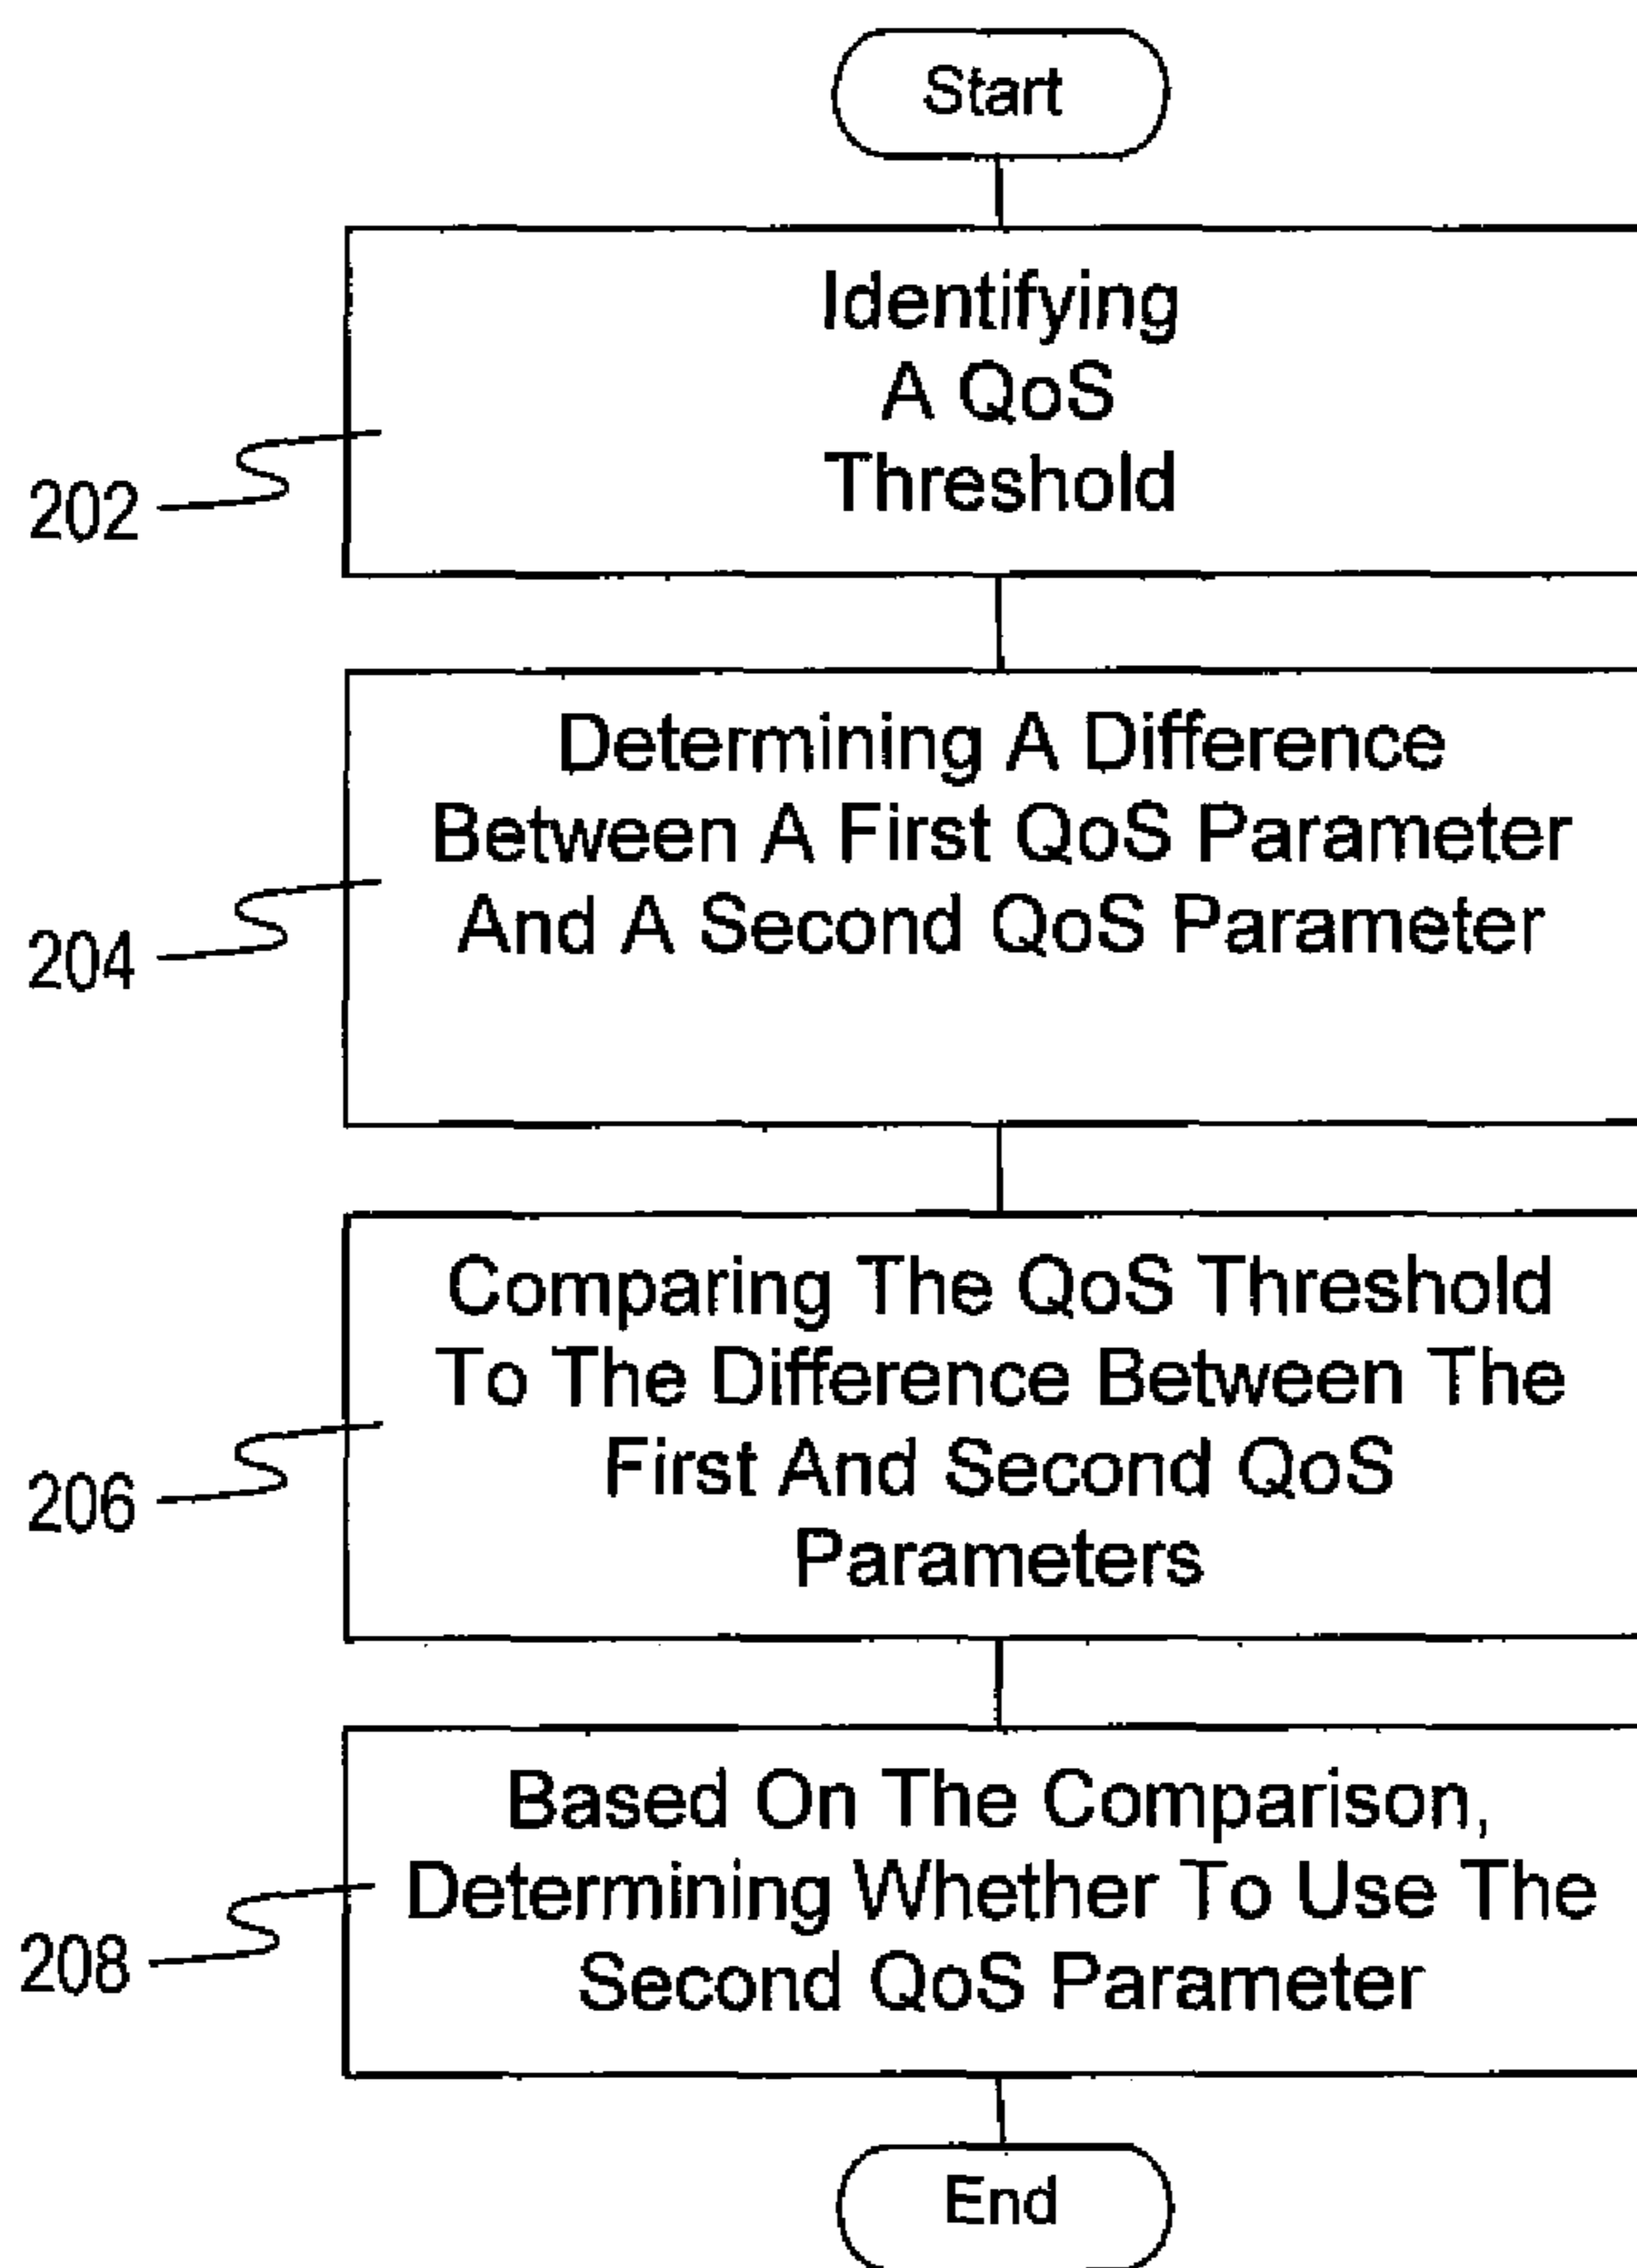 Start
Identifying
A QoS
Threshold
202
Determining A Difference
Between A First QoS Parameter
And A Second QoS Parameter
204
Comparing The QoS Threshold
To The Difference Between The
First And Second QoS
Parameters
206
Based On The Comparison,
Determining Whether To Use The
Second QoS Parameter
208
End